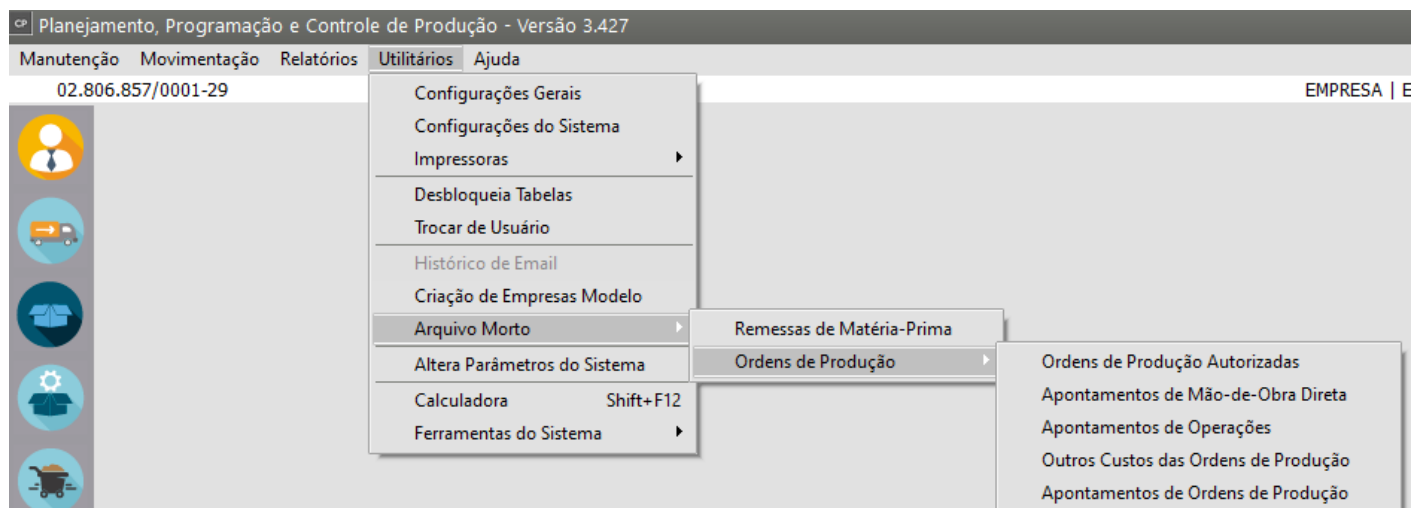 CP Planejamento, Programação e Controle de Produção - Versão 3.427
Manutenção Movimentação Relatórios Utilitários Ajuda
02.806.857/0001-29 EMPRESA | E
Configurações Gerais
Configurações do Sistema
Impressoras
Desbloqueia Tabelas
Trocar de Usuário
Histórico de Email
Criação de Empresas Modelo
Arquivo Morto
Altera Parâmetros do Sistema
Calculadora Shift+F12
Ferramentas do Sistema
Remessas de Matéria-Prima
Ordens de Produção
Ordens de Produção Autorizadas
Apontamentos de Mão-de-Obra Direta
Apontamentos de Operações
Outros Custos das Ordens de Produção
Apontamentos de Ordens de Produção